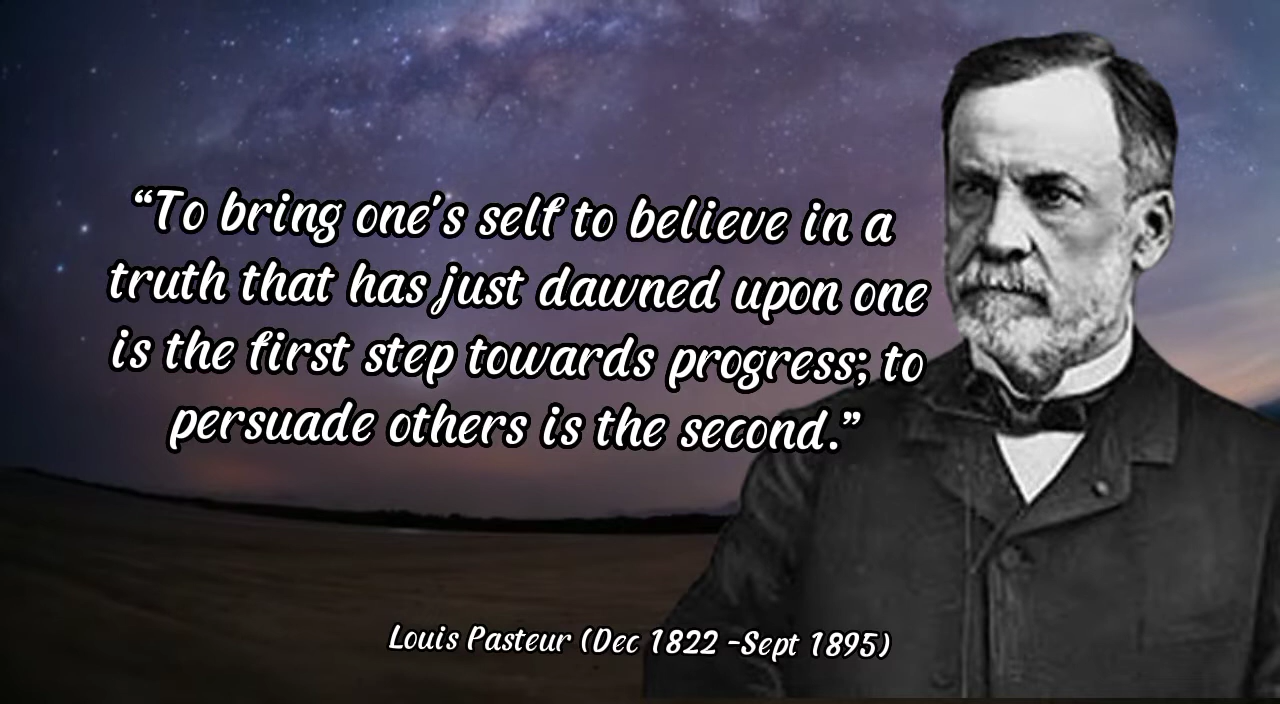 “To bring one's self to believe in a
truth that has just dawned upon one
is the first step towards progress; to
persuade others is the second.”
Louis Pasteur (Dec 1822 -Sept 1895)